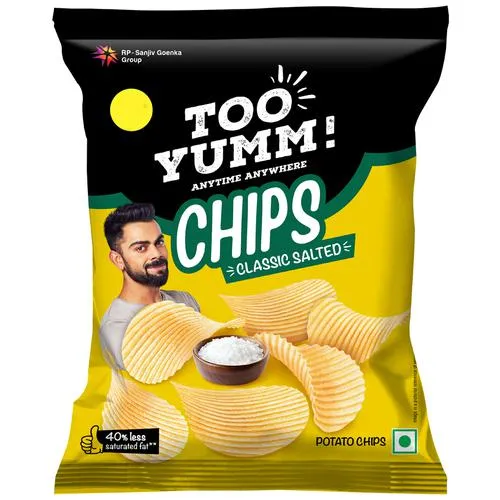 RP-Sanjiv Goenka
Group
TOO
YUMM!
ANYTIME ANYWHERE
CHIPS
CLASSIC SALTED
40% less
saturated fat**
POTATO CHIPS